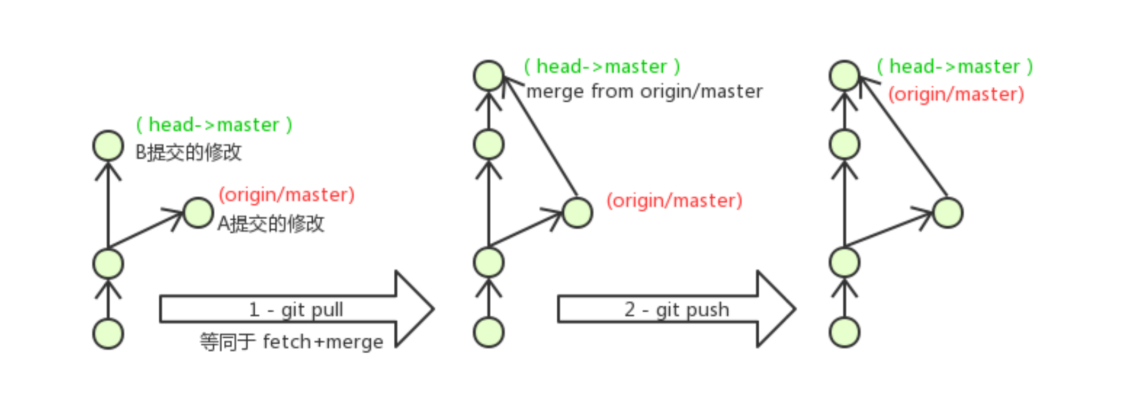 ( head->master )
B提交的修改
(origin/master)
A提交的修改
1 - git pull
等同于 fetch+merge
( head->master )
merge from origin/master
(origin/master)
2 - git push
( head->master )
(origin/master)